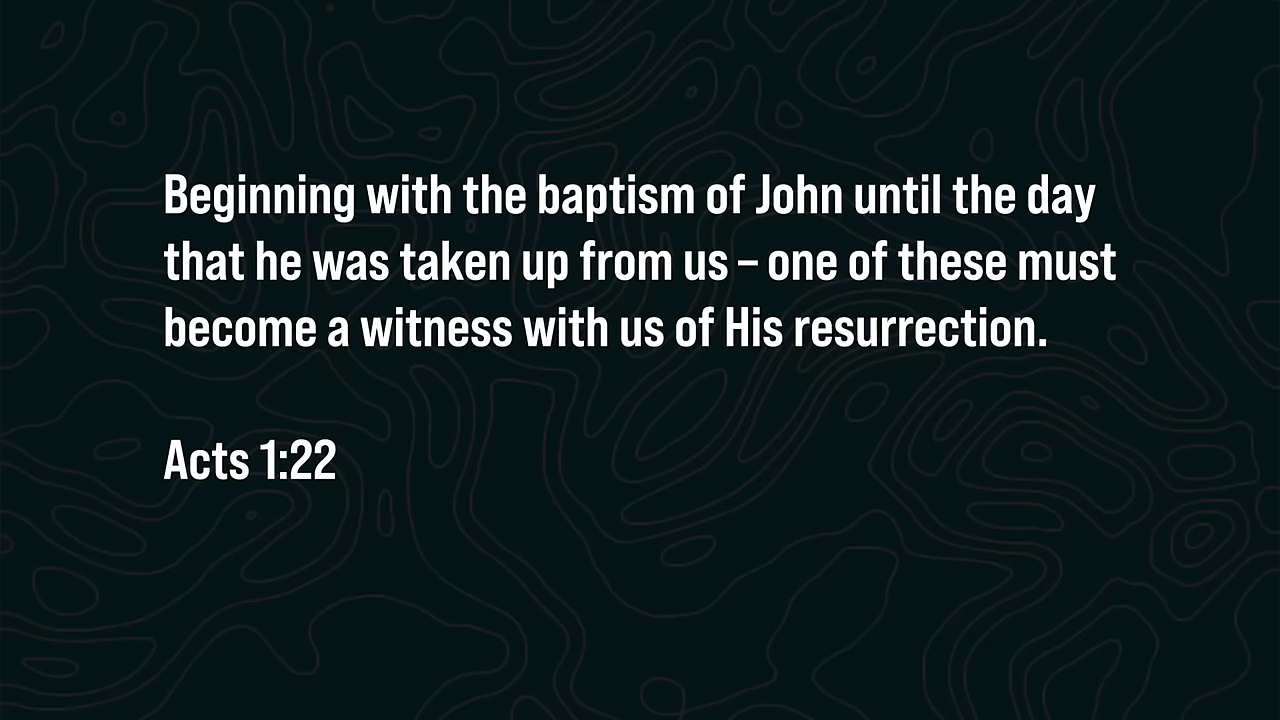 Beginning with the baptism of John until the day
that he was taken up from us – one of these must
become a witness with us of His resurrection.
Acts 1:22